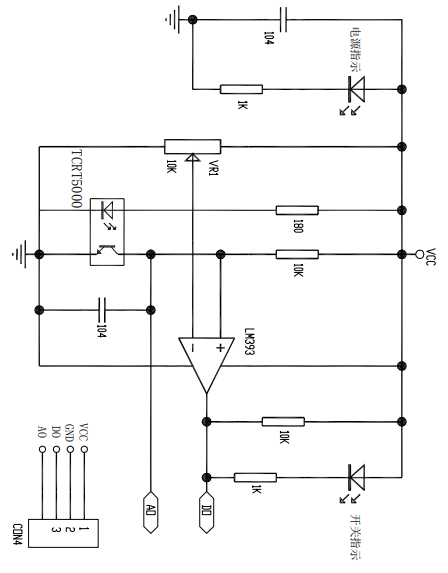 104
电源指示
1K
TCRT5000
VR1
10K
180
10K
VCC
104
LM393
-
+
10K
1K
开关指示
AO
DO
VCC
GND
DO
AO
1
2
3
CON4